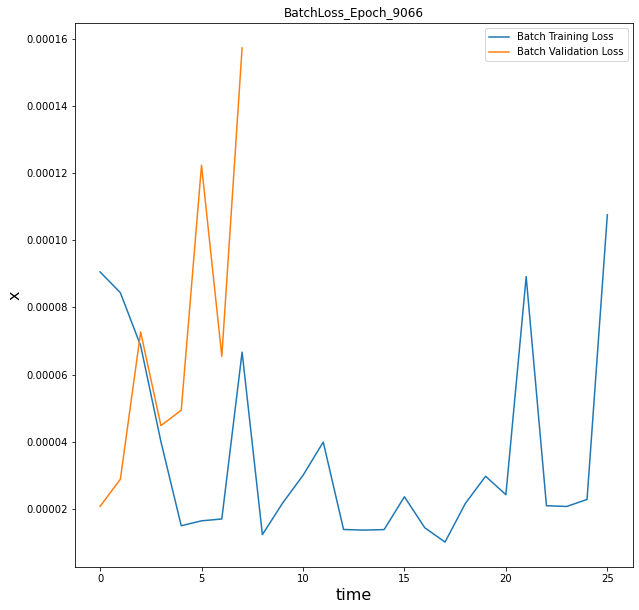 BatchLoss_Epoch_9066
Batch Training Loss
Batch Validation Loss
0.00016
0.00014
0.00012
0.00010
0.00008
0.00006
0.00004
0.00002
x
0 5 10 15 20 25
time